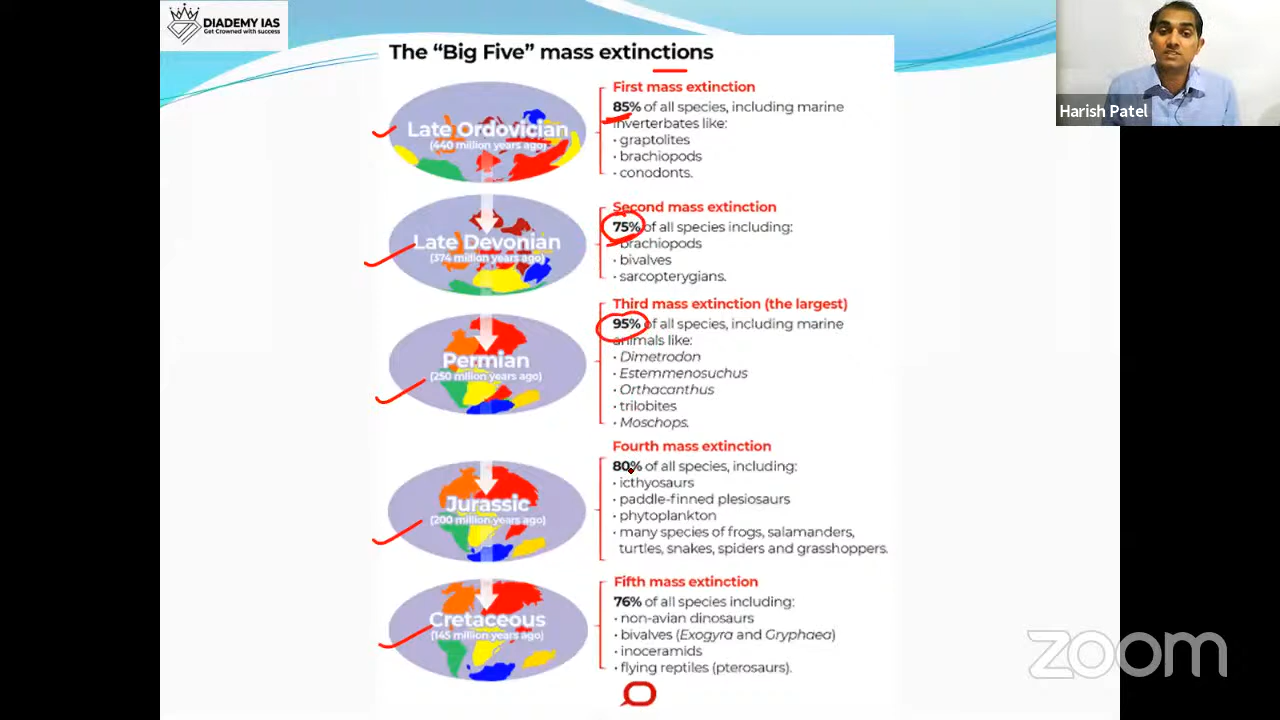 DIADEMY IAS
Get Crowned with success
Harish Patel
The “Big Five” mass extinctions
Late Ordovician
(440 million years ago)
First mass extinction
85% of all species, including marine
inverterbates like:
• graptolites
• brachiopods
• conodonts.
Late Devonian
(374 million years ago)
Second mass extinction
75% of all species including:
• brachiopods
• bivalves
• sarcopterygians.
Permian
(250 million years ago)
Third mass extinction (the largest)
95% of all species, including marine
animals like:
• Dimetrodon
• Estemmenosuchus
• Orthacanthus
• trilobites
• Moschops.
Jurassic
(200 million years ago)
Fourth mass extinction
80% of all species, including:
• icthyosaurs
• paddle-finned plesiosaurs
• phytoplankton
• many species of frogs, salamanders,
turtles, snakes, spiders and grasshoppers.
Cretaceous
(145 million years ago)
Fifth mass extinction
76% of all species including:
• non-avian dinosaurs
• bivalves (Exogyra and Gryphaea)
• inoceramids
• flying reptiles (pterosaurs).
zoom